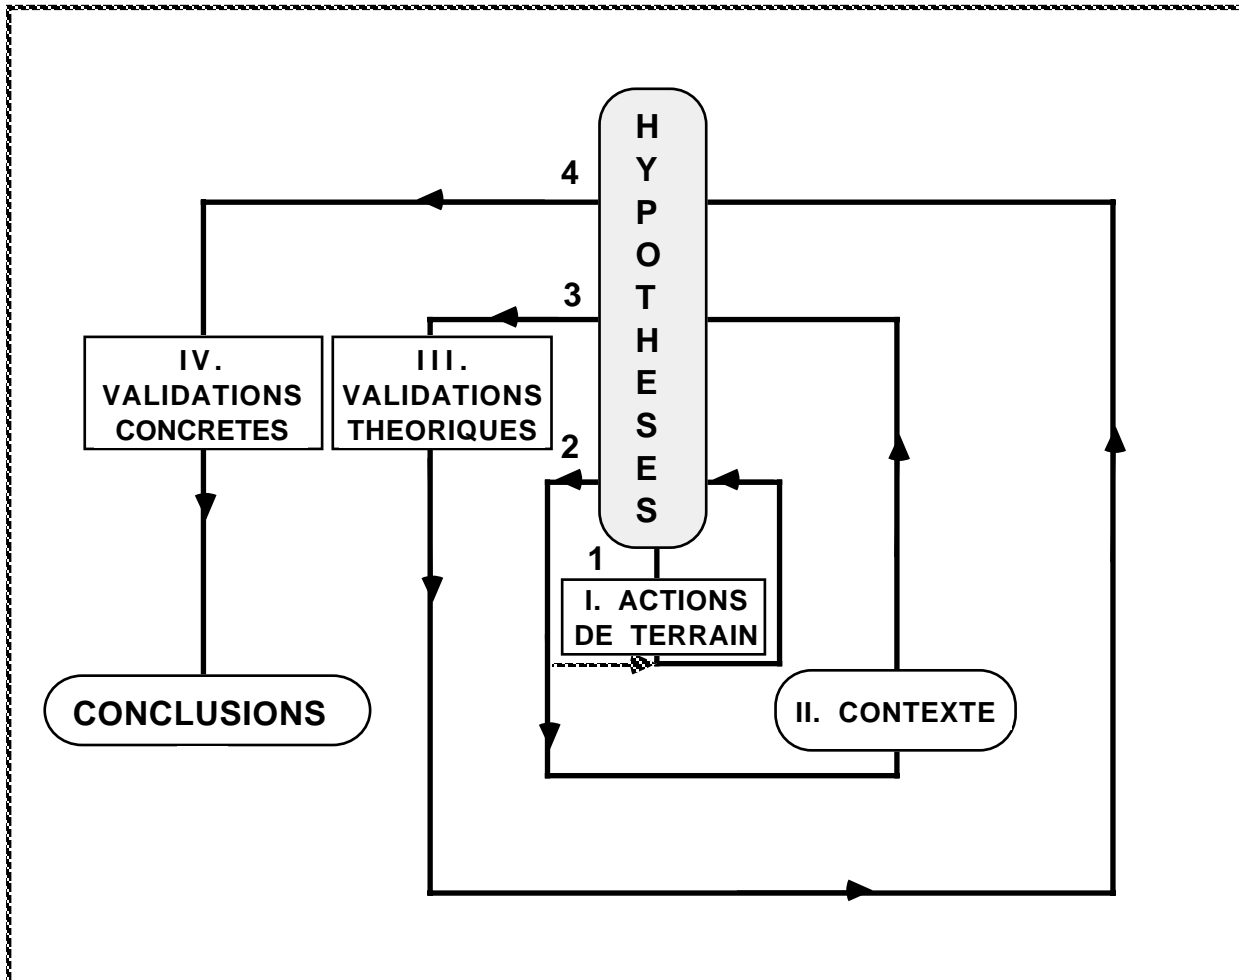 H
Y
P
O
T
H
E
S
E
S
4
3
IV.
VALIDATIONS
CONCRETES
III.
VALIDATIONS
THEORIQUES
2
1
I. ACTIONS
DE TERRAIN
CONCLUSIONS
II. CONTEXTE